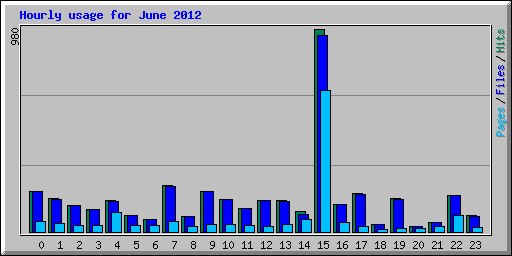 Hourly usage for June 2012
980
Pages/Files/Hits
0 1 2 3 4 5 6 7 8 9 10 11 12 13 14 15 16 17 18 19 20 21 22 23